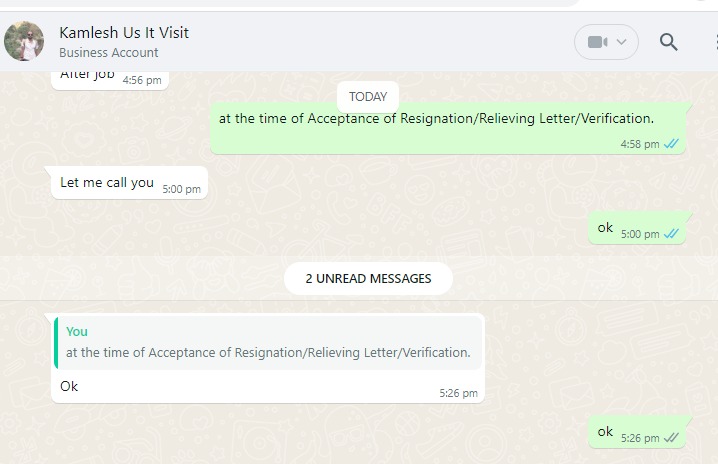 Kamlesh Us It Visit
Business Account
After job 4:56 pm
TODAY
at the time of Acceptance of Resignation/Relieving Letter/Verification.
4:58 pm
Let me call you 5:00 pm
ok 5:00 pm
2 UNREAD MESSAGES
You
at the time of Acceptance of Resignation/Relieving Letter/Verification.
Ok
5:26 pm
ok 5:26 pm